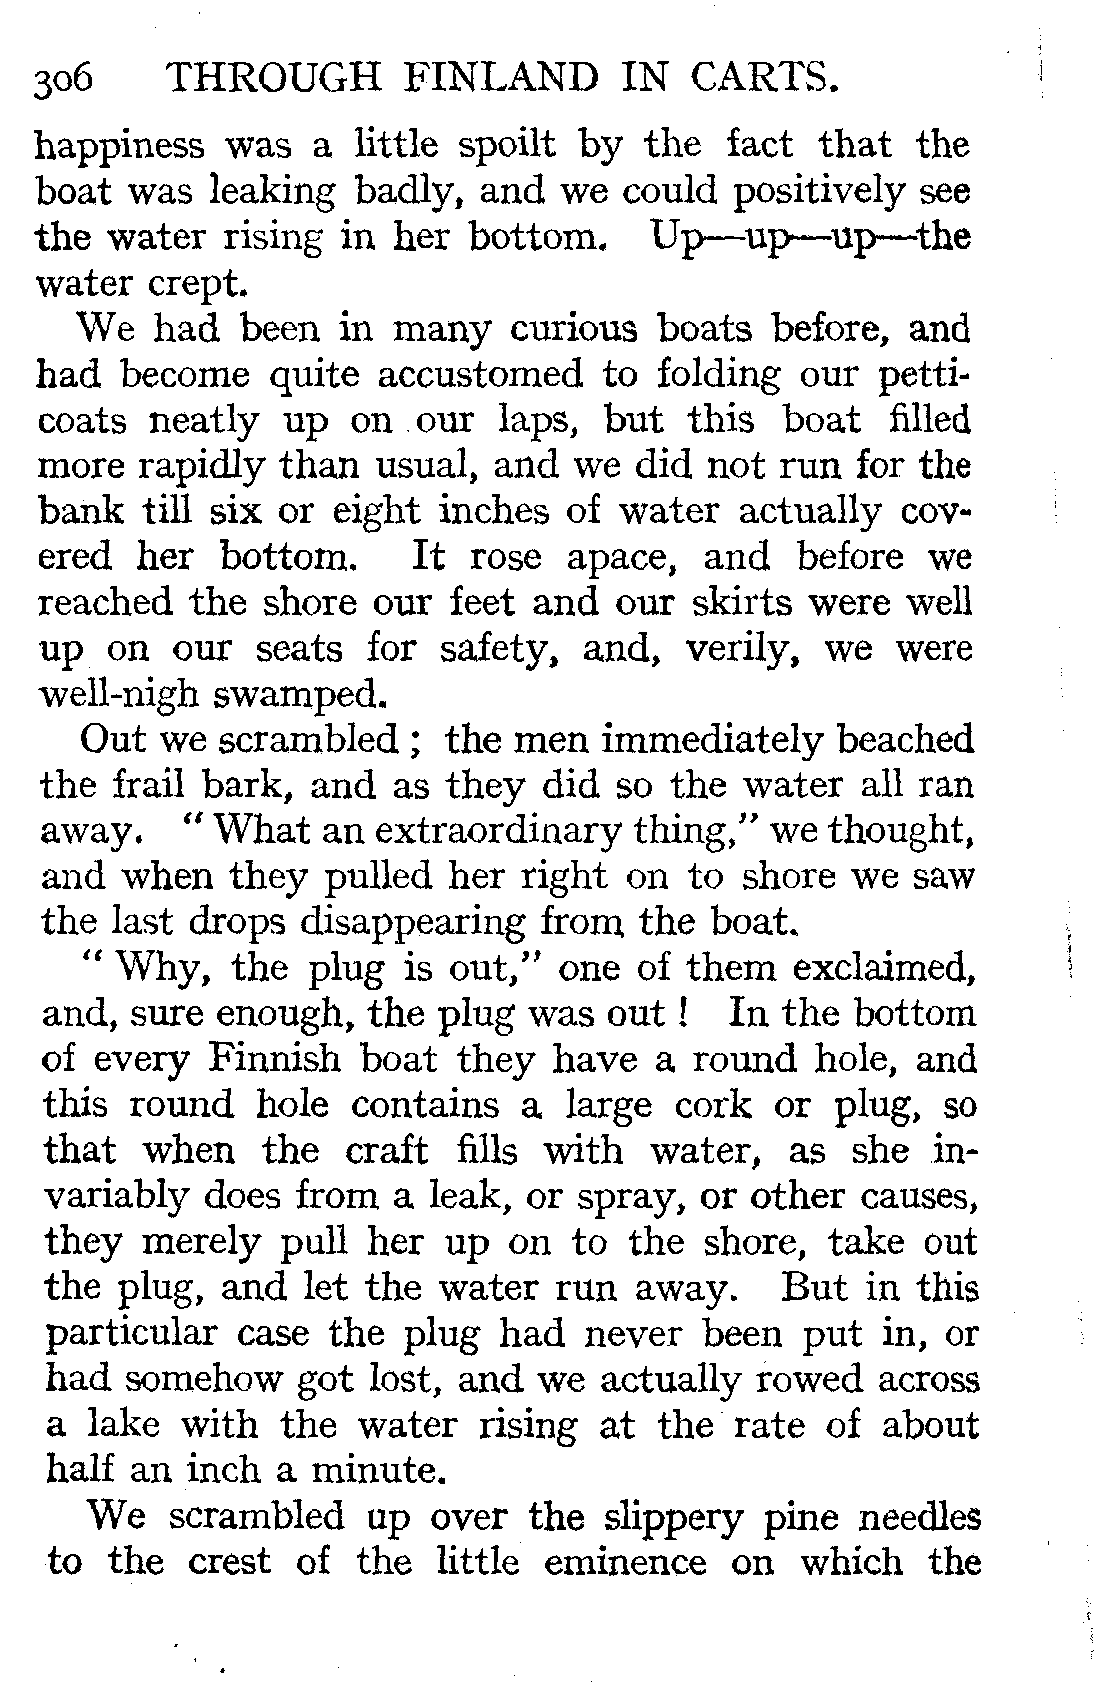 306 THROUGH FINLAND IN CARTS.
happiness was a little spoilt by the fact that the
boat was leaking badly, and we could positively see
the water rising in her bottom. Up—up—up—the
water crept.
We had been in many curious boats before, and
had become quite accustomed to folding our petti-
coats neatly up on our laps, but this boat filled
more rapidly than usual, and we did not run for the
bank till six or eight inches of water actually cov-
ered her bottom. It rose apace, and before we
reached the shore our feet and our skirts were well
up on our seats for safety, and, verily, we were
well-nigh swamped.
Out we scrambled ; the men immediately beached
the frail bark, and as they did so the water all ran
away. " What an extraordinary thing," we thought,
and when they pulled her right on to shore we saw
the last drops disappearing from the boat.
" Why, the plug is out," one of them exclaimed,
and, sure enough, the plug was out ! In the bottom
of every Finnish boat they have a round hole, and
this round hole contains a large cork or plug, so
that when the craft fills with water, as she in-
variably does from a leak, or spray, or other causes,
they merely pull her up on to the shore, take out
the plug, and let the water run away. But in this
particular case the plug had never been put in, or
had somehow got lost, and we actually rowed across
a lake with the water rising at the rate of about
half an inch a minute.
We scrambled up over the slippery pine needles
to the crest of the little eminence on which the